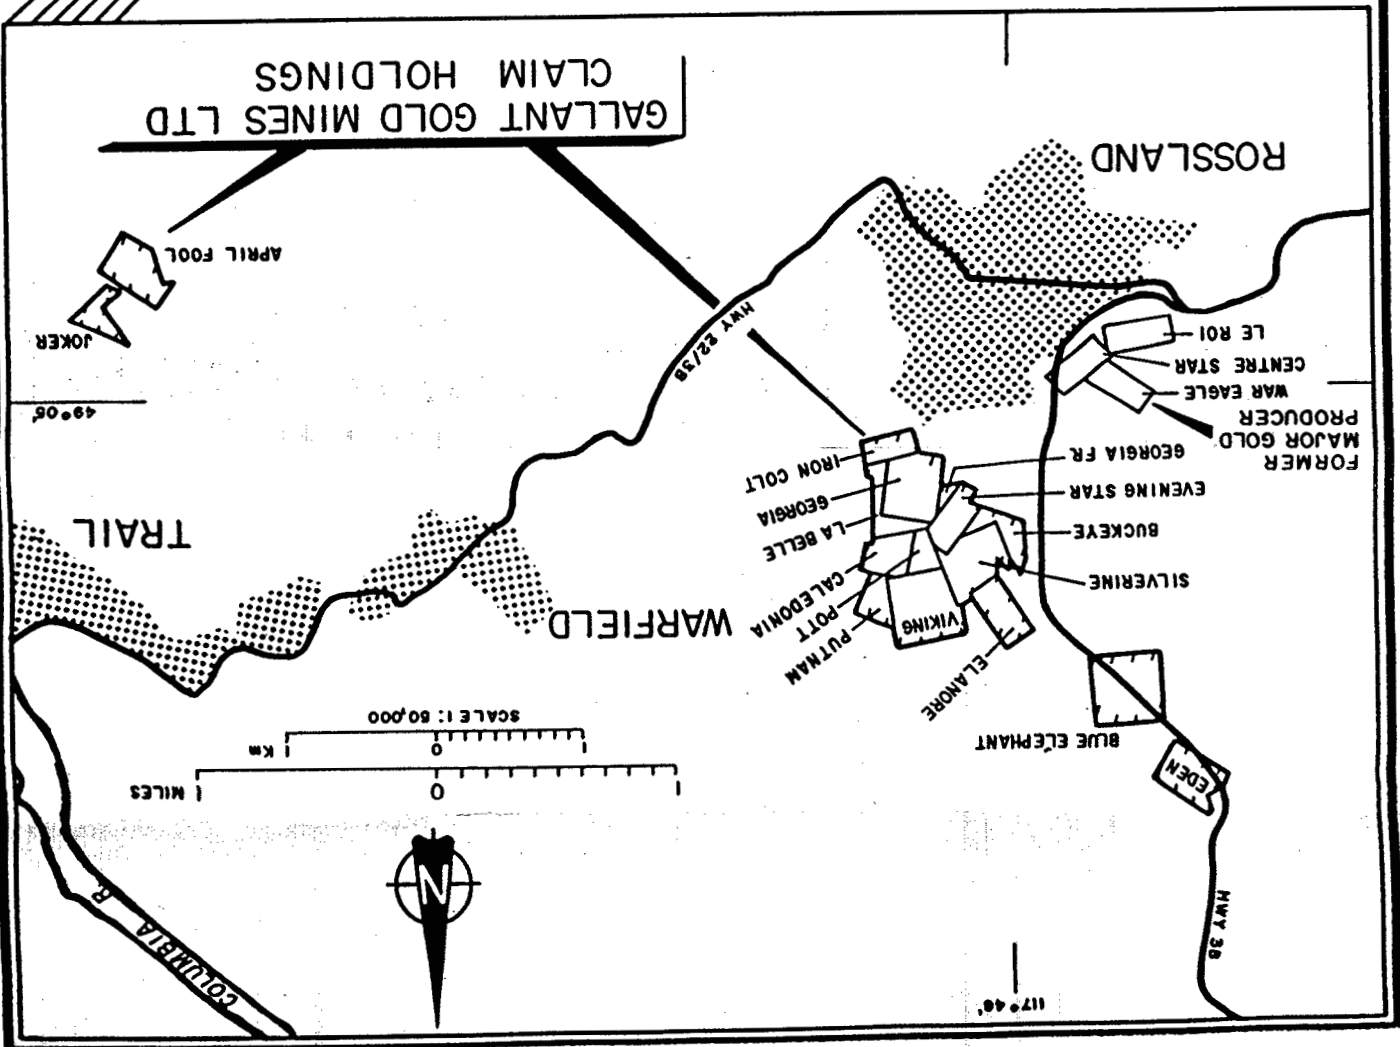 117°46'
HWY 3B
COLUMBIA R
N
1 0 1 MILES
1 0 1 Km
SCALE 1: 50,000
EDEN
BLUE ELEPHANT
ELANORE
VIKING
PUTNAM
POTT
CALEDONIA
LA BELLE
GEORGIA
IRON COLT
SILVERINE
BUCKEYE
EVENING STAR
GEORGIA FR.
WARFIELD
TRAIL
FORMER
MAJOR GOLD
PRODUCER
WAR EAGLE
CENTRE STAR
LE ROI
49°05'
HWY 22/3B
JOKER
APRIL FOOL
ROSSLAND
GALLANT GOLD MINES LTD
CLAIM HOLDINGS